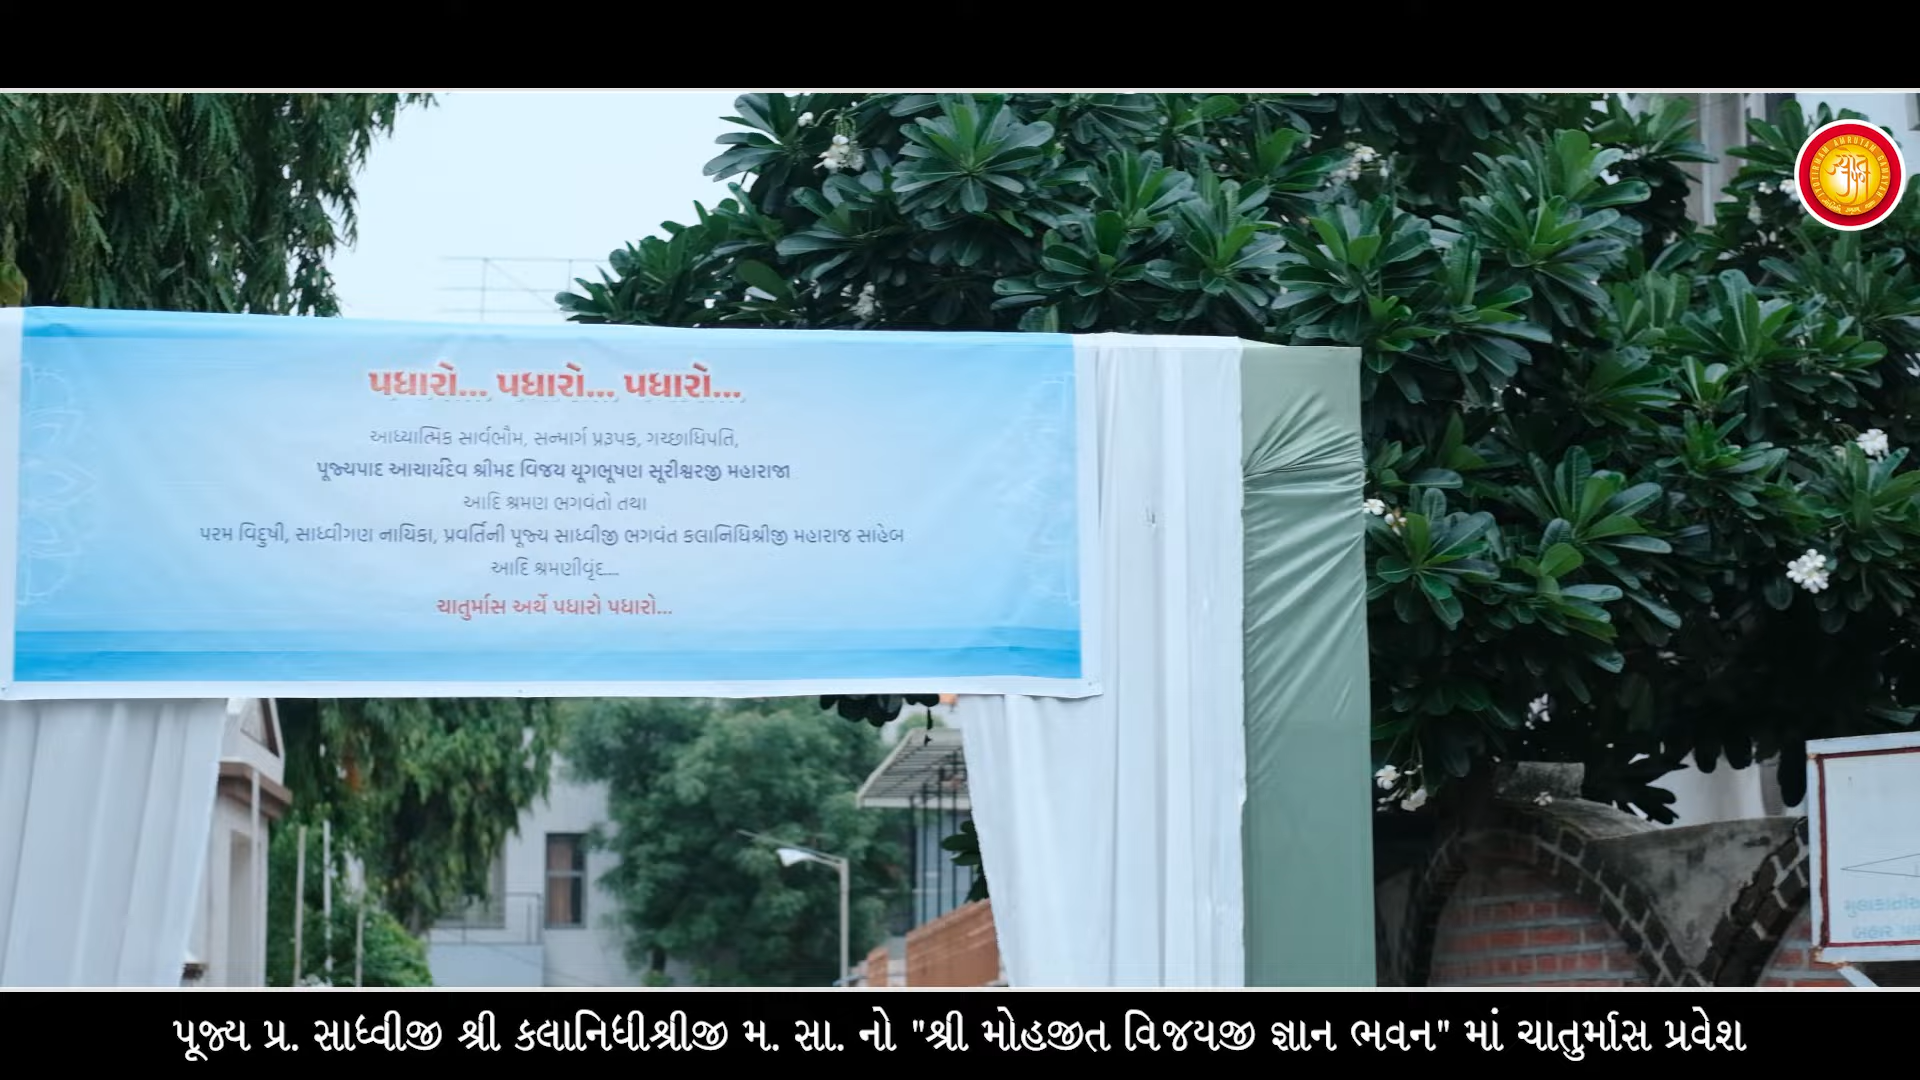 પધારો... પધારો... પધારો...
આધ્યાત્મિક સાર્વભૌમ, સન્માર્ગ પ્રરૂપક, ગચ્છાધિપતિ,
પૂજ્યપાદ આચાર્યદેવ શ્રીમદ વિજય યૂગભૂષણ સૂરીશ્વરજી મહારાજા
આદિ શ્રમણ ભગવંતો તથા
પરમ વિદુષી, સાધ્વીગણ નાયિકા, પ્રવર્તિની પૂજ્ય સાધ્વીજી ભગવંત કલાનિધિશ્રીજી મહારાજ સાહેબ
આદિ શ્રમણીવૃંદ....
ચાતુર્માસ અર્થે પધારો પધારો...
બહાર
પૂજ્ય પ્ર. સાધ્વીજી શ્રી કલાનિધીશ્રીજી મ. સા. નો "શ્રી મોહજીત વિજયજી જ્ઞાન ભવન" માં ચાતુર્માસ પ્રવેશ